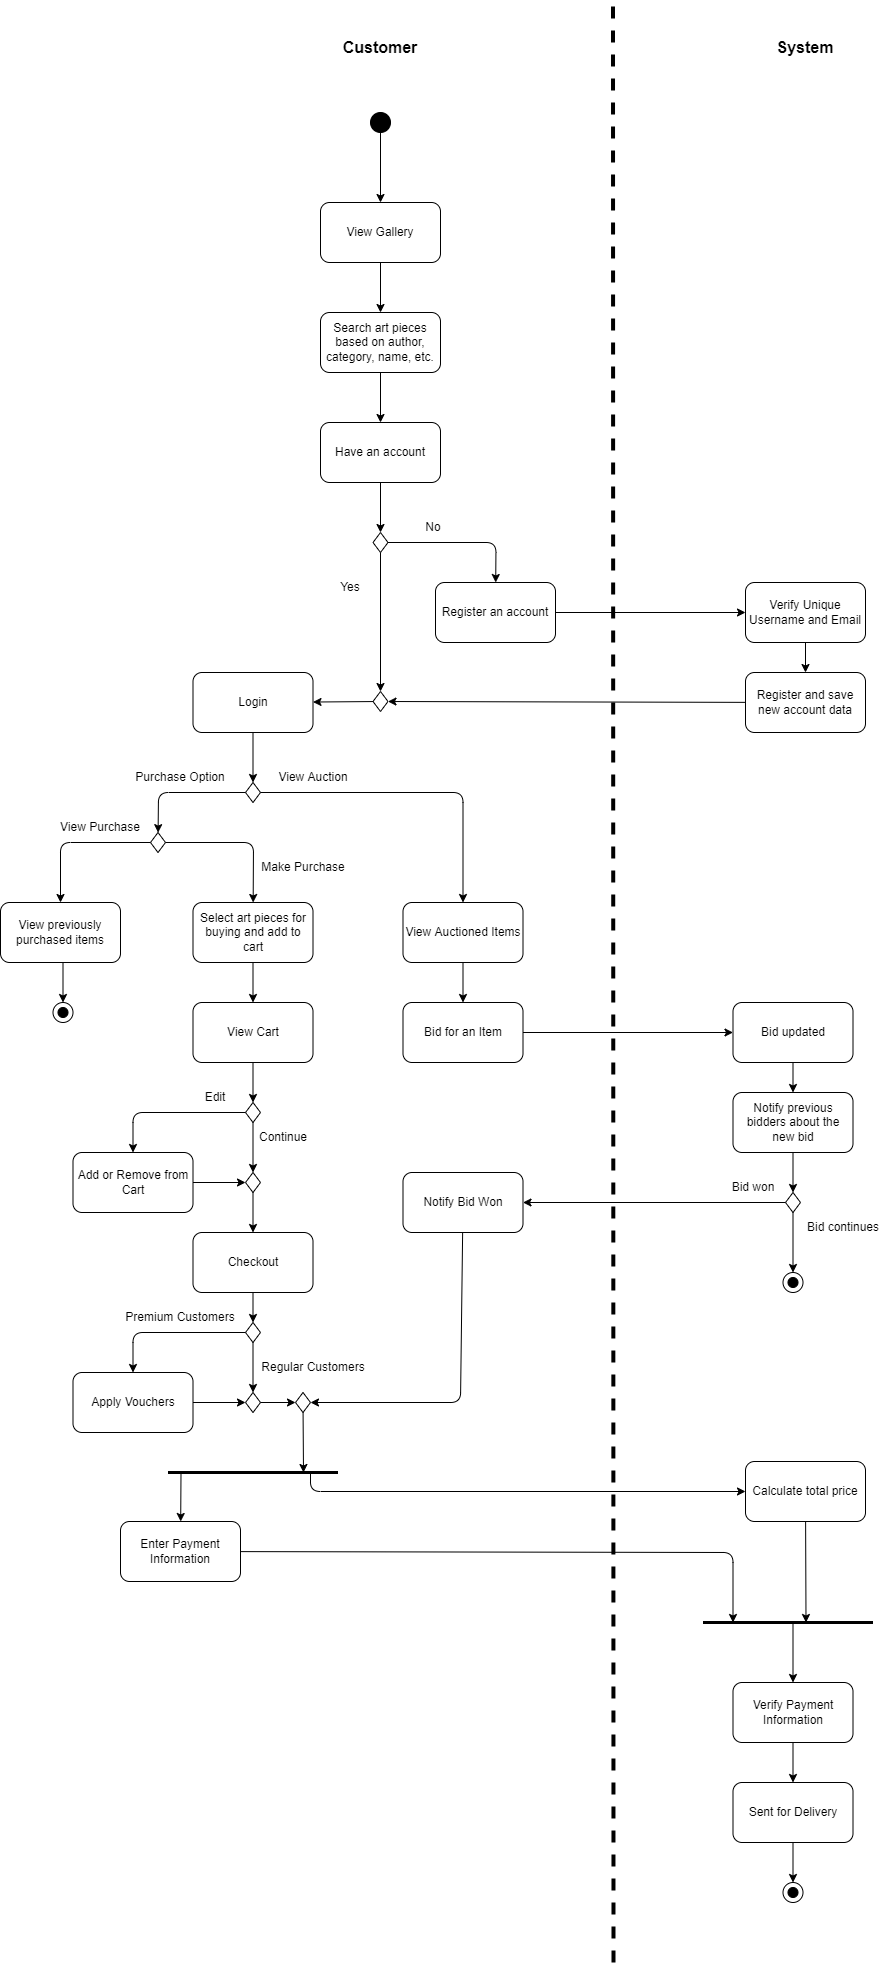 Customer
System
View Gallery
Search art pieces
based on author,
category, name, etc.
Have an account
No
Yes
Register an account
Verify Unique
Username and Email
Login
Register and save
new account data
Purchase Option
View Auction
View Purchase
Make Purchase
View previously
purchased items
Select art pieces for
buying and add to
cart
View Auctioned Items
View Cart
Bid for an Item
Bid updated
Edit
Continue
Notify previous
bidders about the
new bid
Add or Remove from
Cart
Notify Bid Won
Bid won
Bid continues
Checkout
Premium Customers
Regular Customers
Apply Vouchers
Calculate total price
Enter Payment
Information
Verify Payment
Information
Sent for Delivery